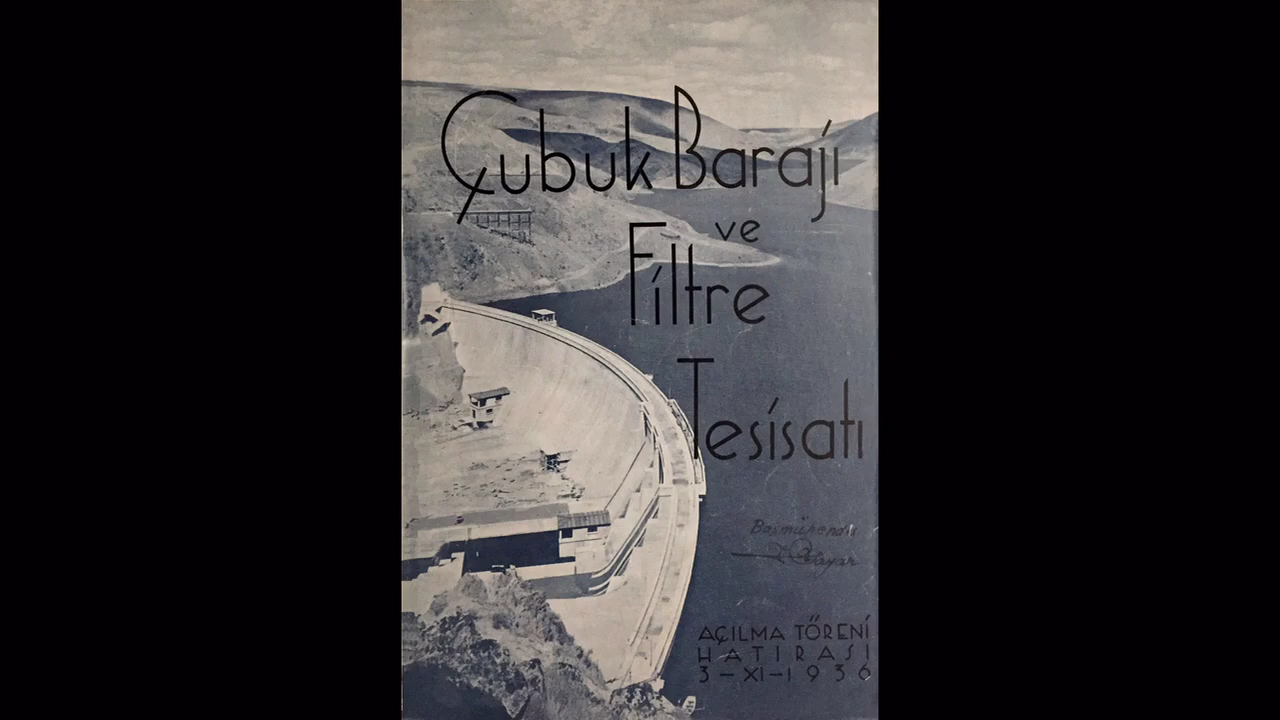 Çubuk Barajı
ve
Filtre
Tesisatı
Başmühendis
AÇILMA TÖRENİ
HATIRASI
3-XI-1936